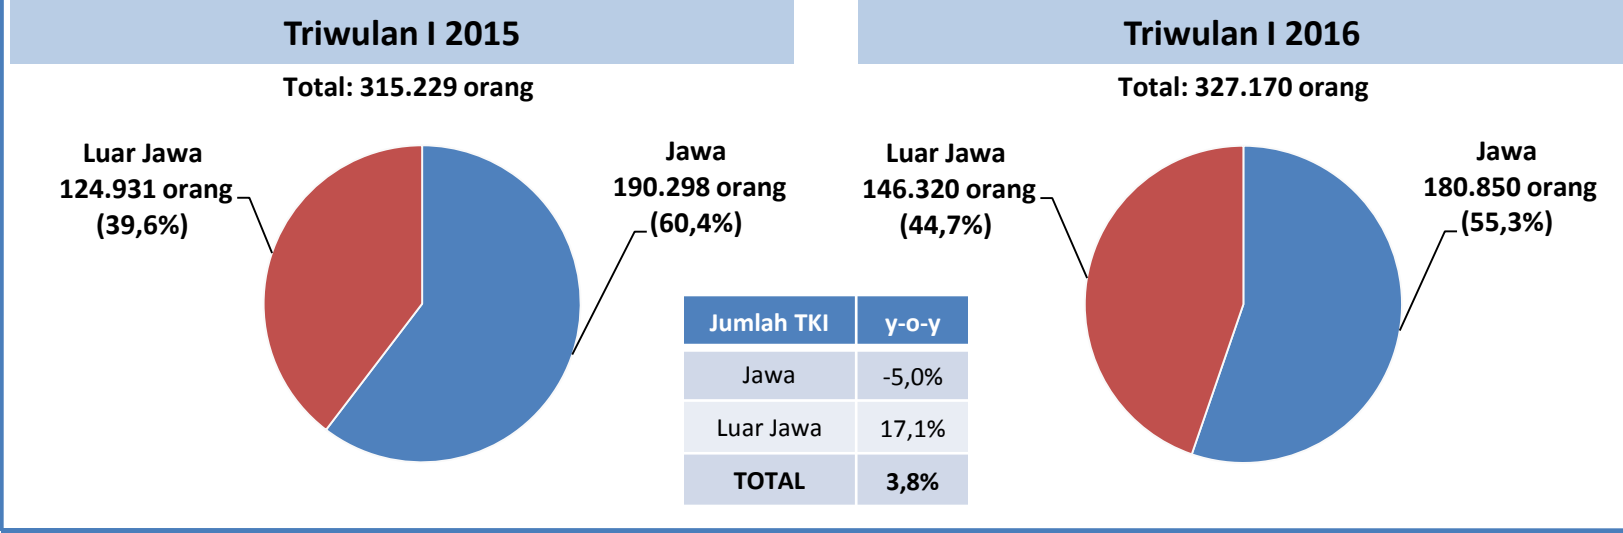 Triwulan I 2015
Total: 315.229 orang
Luar Jawa
124.931 orang
(39,6%)
Jawa
190.298 orang
(60,4%)
Triwulan I 2016
Total: 327.170 orang
Luar Jawa
146.320 orang
(44,7%)
Jawa
180.850 orang
(55,3%)
Jumlah TKI y-o-y
Jawa -5,0%
Luar Jawa 17,1%
TOTAL 3,8%